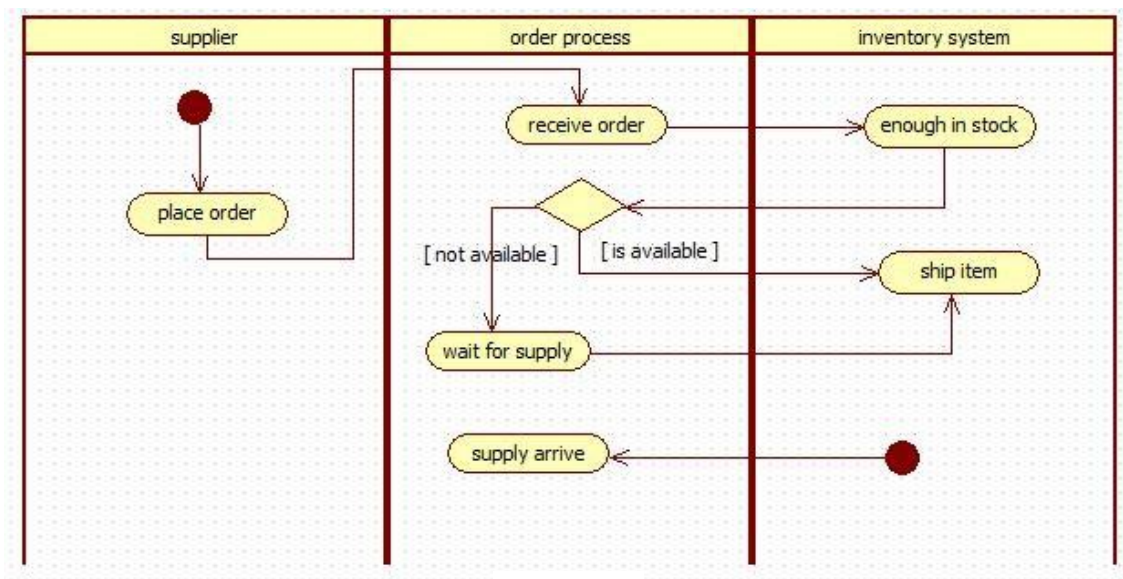 supplier
order process
inventory system
receive order
enough in stock
place order
[ not available ]
[ is available ]
ship item
wait for supply
supply arrive